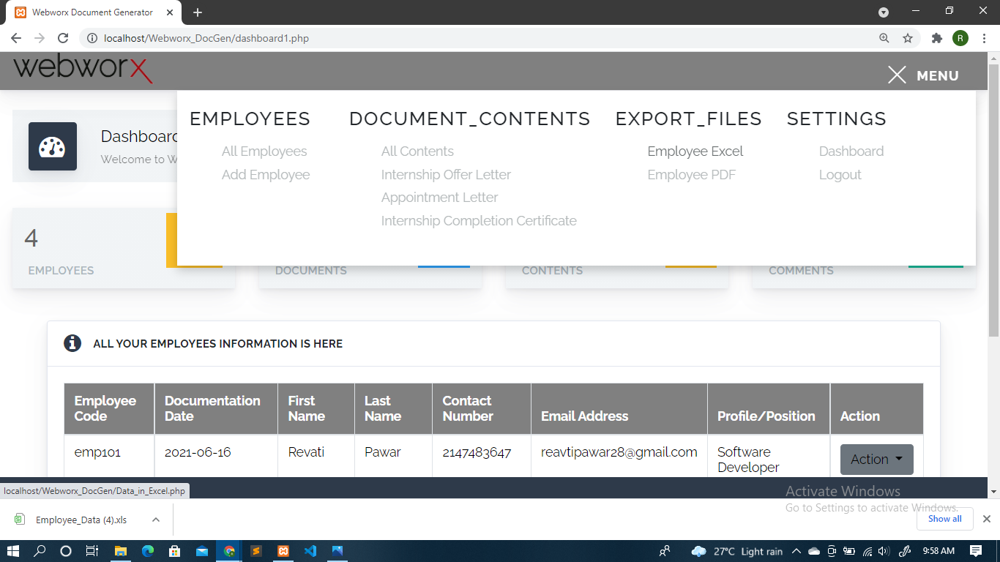 Webworx Document Generator
localhost/Webworx_DocGen/dashboard1.php
R
webworx
MENU
EMPLOYEES
All Employees
Add Employee
DOCUMENT_CONTENTS
All Contents
Internship Offer Letter
Appointment Letter
Internship Completion Certificate
EXPORT_FILES
Employee Excel
Employee PDF
SETTINGS
Dashboard
Logout
Dashboard
Welcome to W
4
EMPLOYEES
DOCUMENTS
CONTENTS
COMMENTS
ALL YOUR EMPLOYEES INFORMATION IS HERE
Employee Code Documentation Date First Name Last Name Contact Number Email Address Profile/Position Action
emp101 2021-06-16 Revati Pawar 2147483647 reavtipawar28@gmail.com Software Developer Action
localhost/Webworx_DocGen/Data_in_Excel.php
Activate Windows
Go to Settings to activate Windows.
Employee_Data (4).xls
Show all
27°C Light rain
9:58 AM